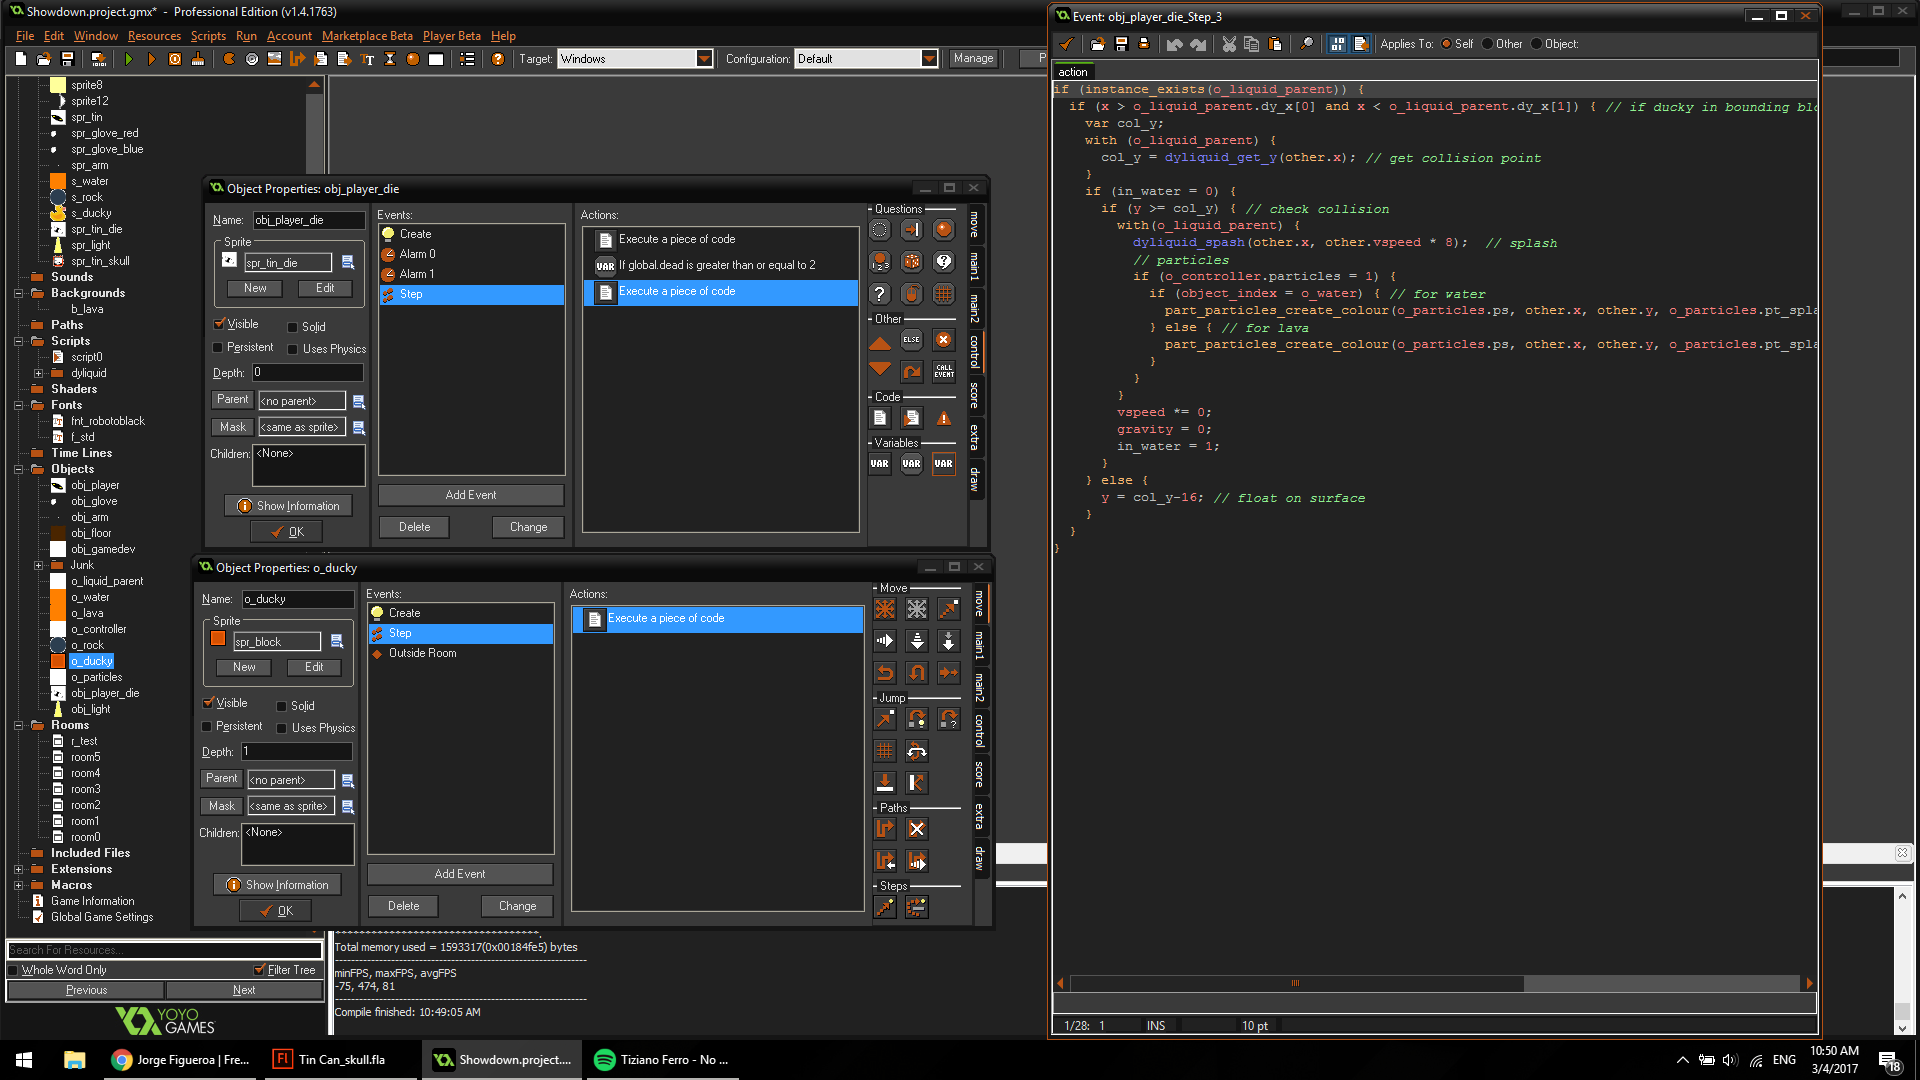 Showdown.project.gmx* - Professional Edition (v1.4.1763)
File Edit Window Resources Scripts Run Account Marketplace Beta Player Beta Help
Target: Windows Configuration: Default Manage P
sprite8
sprite12
spr_tin
spr_glove_red
spr_glove_blue
spr_arm
s_water
s_rock
s_ducky
spr_tin_die
spr_light
spr_tin_skull
Sounds
Backgrounds
b_lava
Paths
Scripts
script0
dyliquid
Shaders
Fonts
fnt_robotoblack
f_std
Time Lines
Objects
obj_player
obj_glove
obj_arm
obj_floor
obj_gamedev
Junk
o_liquid_parent
o_water
o_lava
o_controller
o_rock
o_ducky
o_particles
obj_player_die
obj_light
Rooms
r_test
room5
room4
room3
room2
room1
room0
Included Files
Extensions
Macros
Game Information
Global Game Settings
Search For Resources...
Whole Word Only Filter Tree
Previous Next
YOYO
GAMES
Object Properties: obj_player_die
Name: obj_player_die
Sprite
spr_tin_die
New Edit
Visible Solid
Persistent Uses Physics
Depth: 0
Parent <no parent>
Mask <same as sprite>
Children: <None>
Show Information
OK
Events:
Create
Alarm 0
Alarm 1
Step
Add Event
Delete Change
Actions:
Execute a piece of code
VAR If global.dead is greater than or equal to 2
Execute a piece of code
Questions
Other
ELSE
CALL EVENT
Code
Variables
VAR VAR VAR
move
main1
main2
control
score
extra
draw
Object Properties: o_ducky
Name: o_ducky
Sprite
spr_block
New Edit
Visible Solid
Persistent Uses Physics
Depth: 1
Parent <no parent>
Mask <same as sprite>
Children: <None>
Show Information
OK
Events:
Create
Step
Outside Room
Add Event
Delete Change
Actions:
Execute a piece of code
Move
Jump
Paths
Steps
move
main1
main2
control
score
extra
draw
Total memory used = 1593317(0x00184fe5) bytes
minFPS, maxFPS, avgFPS
-75, 474, 81
Compile finished: 10:49:05 AM
Event: obj_player_die_Step_3
Applies To: Self Other Object:
action
if (instance_exists(o_liquid_parent)) {
if (x > o_liquid_parent.dy_x[0] and x < o_liquid_parent.dy_x[1]) { // if ducky in bounding blo
var col_y;
with (o_liquid_parent) {
col_y = dyliquid_get_y(other.x); // get collision point
}
if (in_water = 0) {
if (y >= col_y) { // check collision
with(o_liquid_parent) {
dyliquid_spash(other.x, other.vspeed * 8); // splash
// particles
if (o_controller.particles = 1) {
if (object_index = o_water) { // for water
part_particles_create_colour(o_particles.ps, other.x, other.y, o_particles.pt_spla
} else { // for lava
part_particles_create_colour(o_particles.ps, other.x, other.y, o_particles.pt_spla
}
}
}
vspeed *= 0;
gravity = 0;
in_water = 1;
}
} else {
y = col_y-16; // float on surface
}
}
}
1/28: 1 INS 10 pt
Jorge Figueroa | Fre...
Tin Can_skull.fla
Showdown.project....
Tiziano Ferro - No ...
ENG
10:50 AM
3/4/2017
18